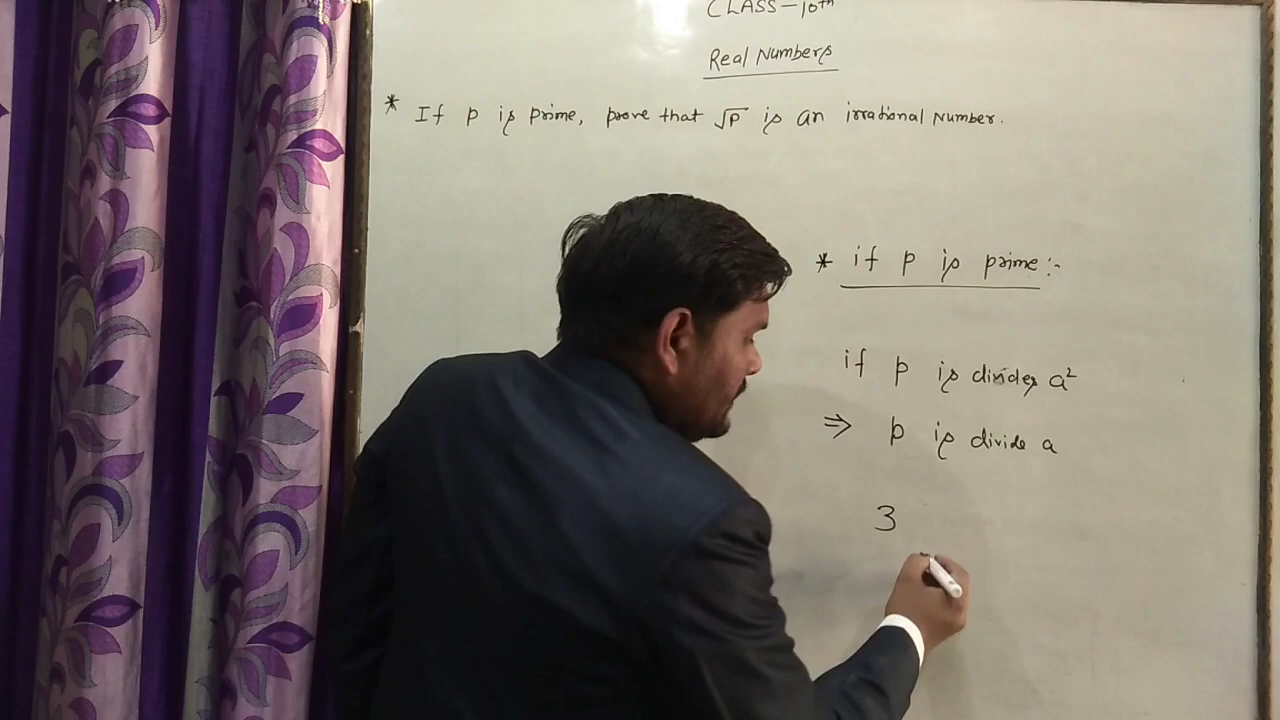 CLASS-10th
Real Numbers
* If p is prime, prove that √p is an irrational Number.
* if p is prime:-
if p is divides a²
⇒ p is divide a
3